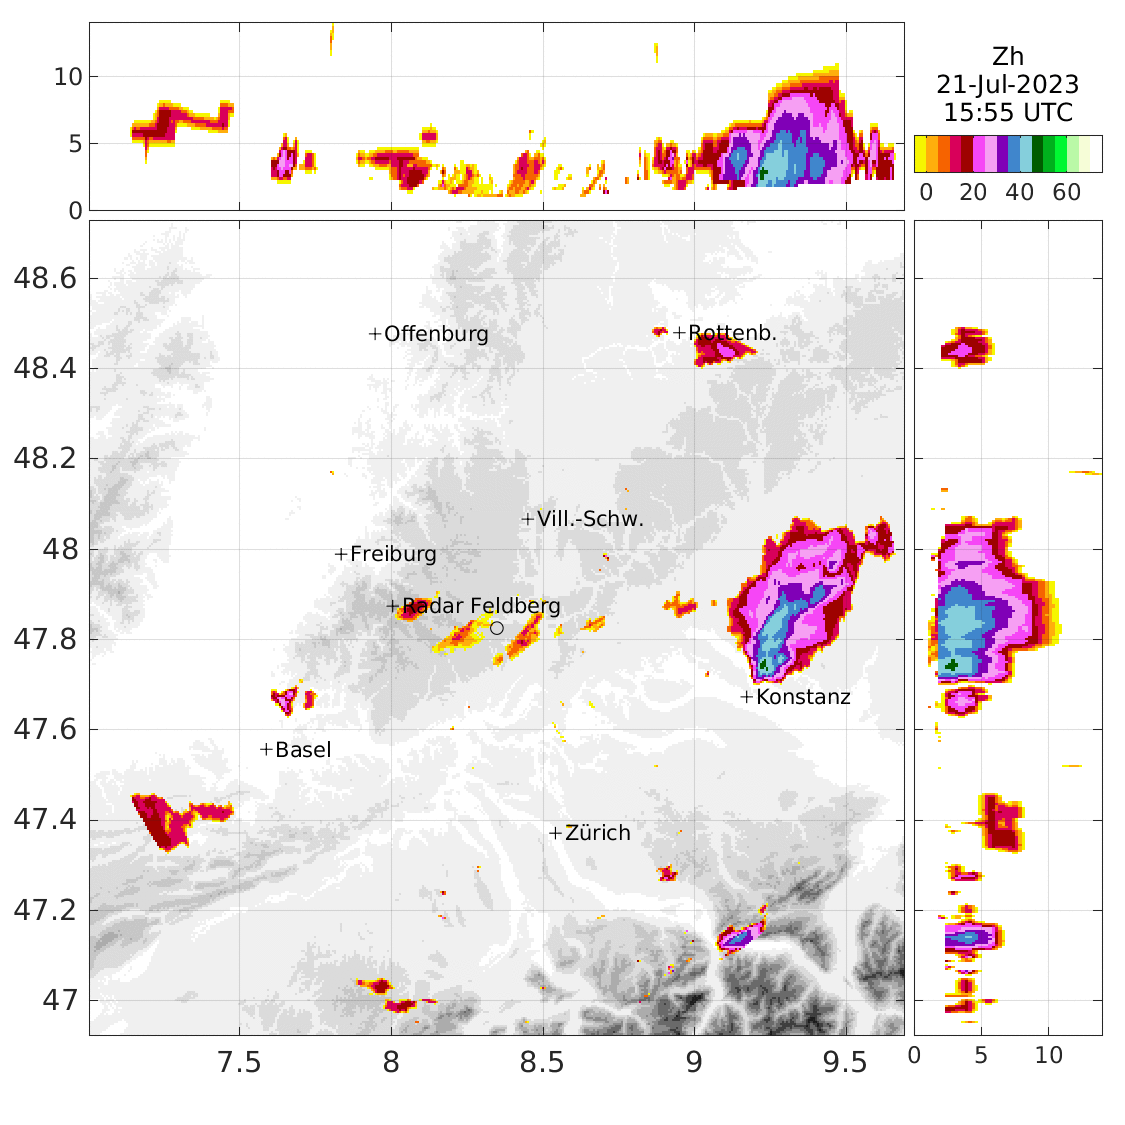 Zh
21-Jul-2023
15:55 UTC
0 20 40 60
10
5
0
48.6
48.4
48.2
48
47.8
47.6
47.4
47.2
47
+Offenburg
+Rottenb.
+Vill.-Schw.
+Freiburg
+Radar Feldberg
+Konstanz
+Basel
+Zürich
7.5 8 8.5 9 9.5
0 5 10